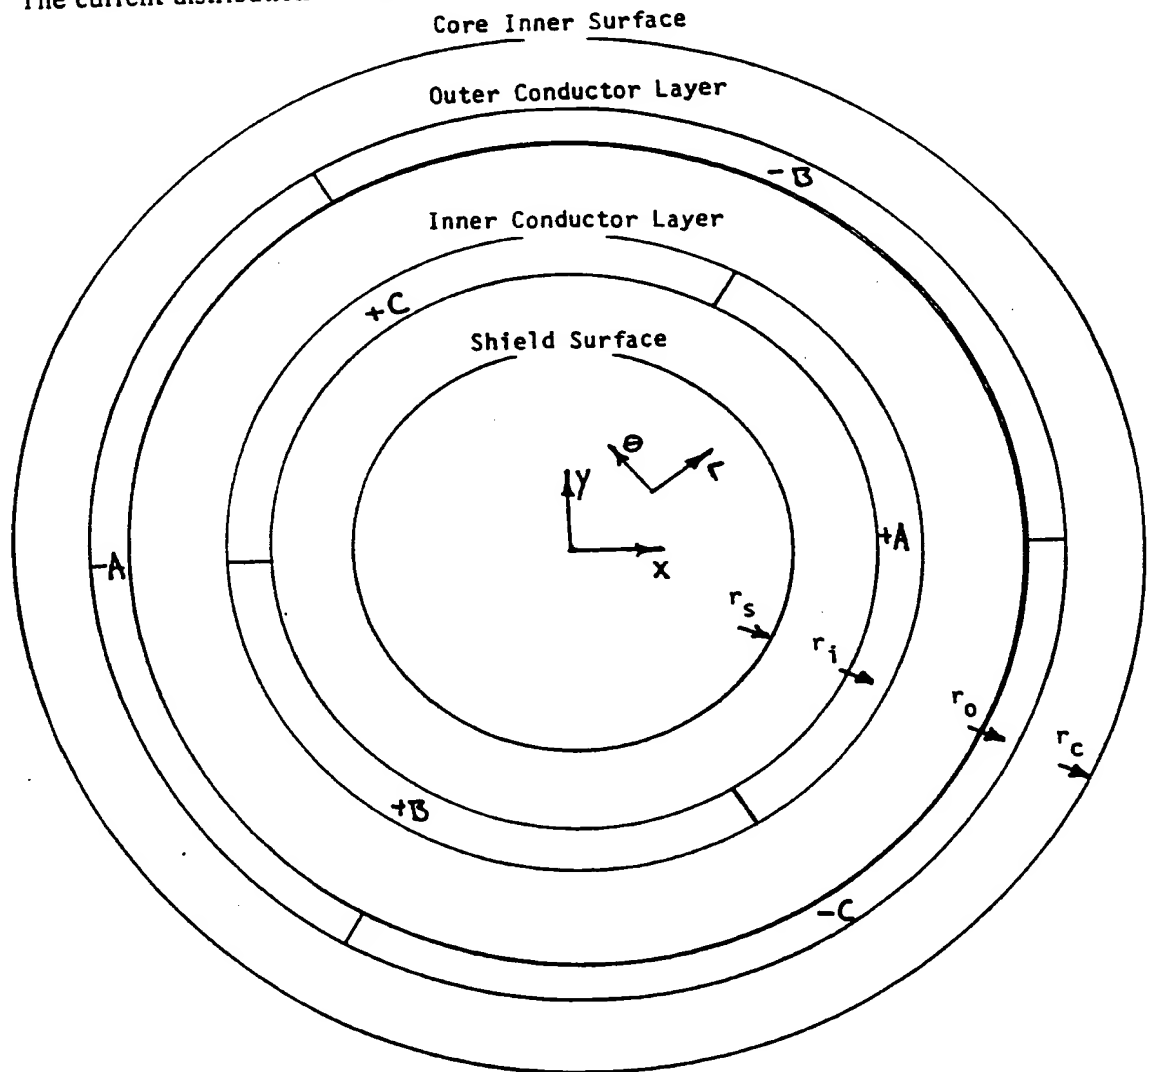 Core Inner Surface
Outer Conductor Layer
-B
Inner Conductor Layer
+C
Shield Surface
θ
r
y
+A
-A
x
r_s
r_i
r_o
r_c
+B
-C